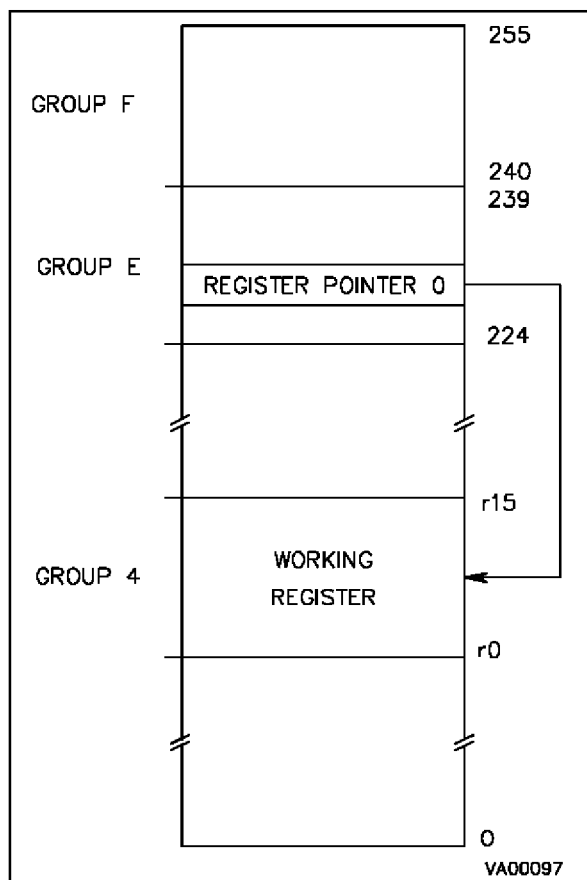 255
GROUP F
240
239
GROUP E
REGISTER POINTER 0
224
r15
WORKING
REGISTER
GROUP 4
r0
0
VA00097